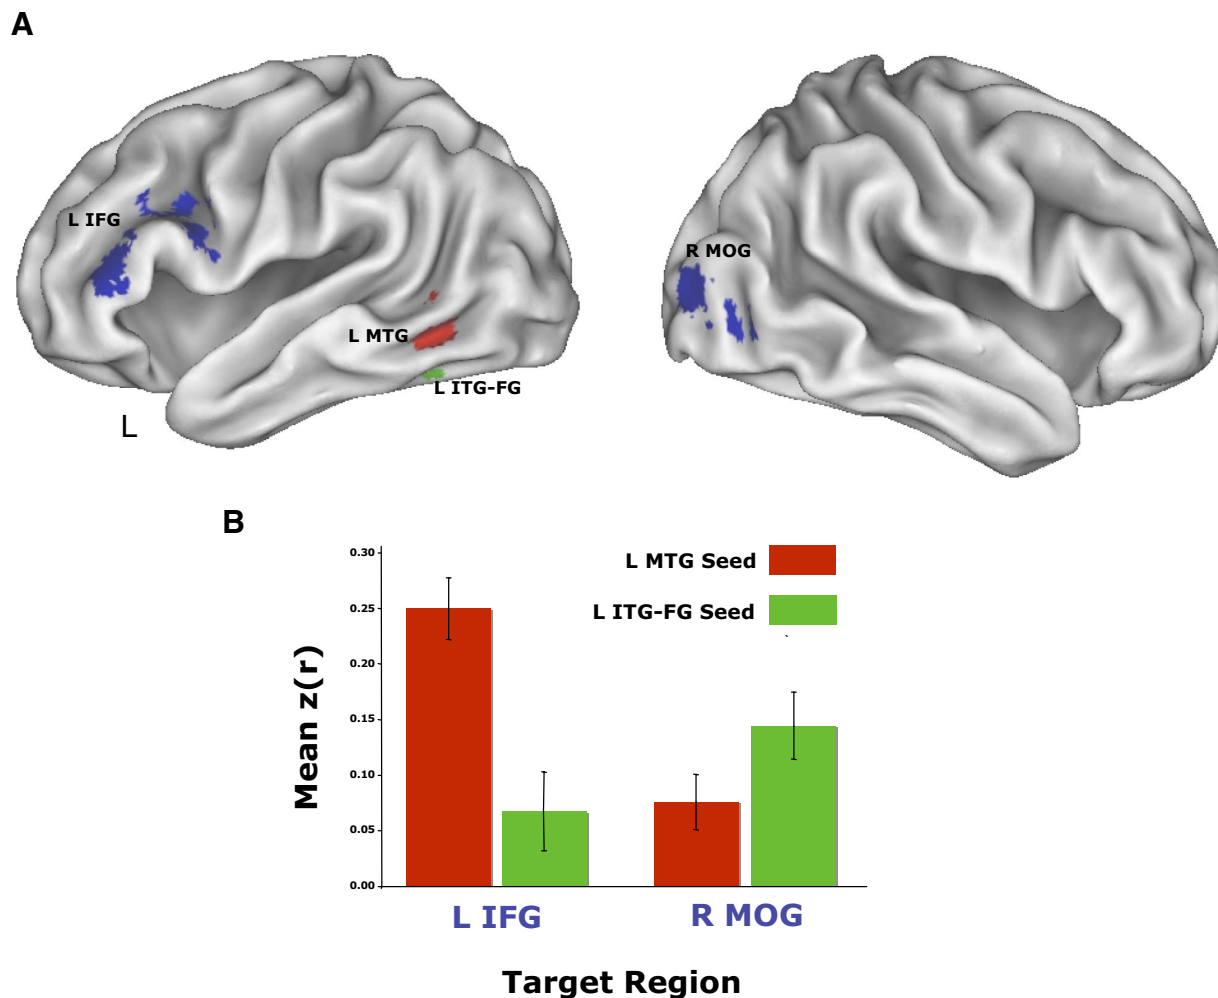 A
L IFG
R MOG
L MTG
L ITG-FG
L
B
L MTG Seed
L ITG-FG Seed
Mean z(r)
0.30
0.25
0.20
0.15
0.10
0.05
0.00
L IFG
R MOG
Target Region